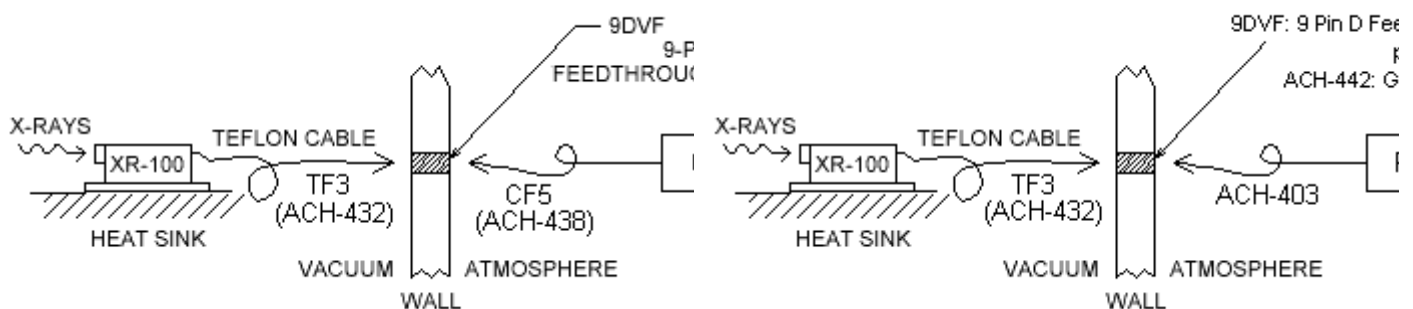 9DVF
9-P
FEEDTHROUG
X-RAYS
TEFLON CABLE
XR-100
TF3
(ACH-432)
CF5
(ACH-438)
HEAT SINK
VACUUM
ATMOSPHERE
WALL
9DVF: 9 Pin D Fee
ACH-442: G
X-RAYS
TEFLON CABLE
XR-100
TF3
(ACH-432)
ACH-403
HEAT SINK
VACUUM
ATMOSPHERE
WALL